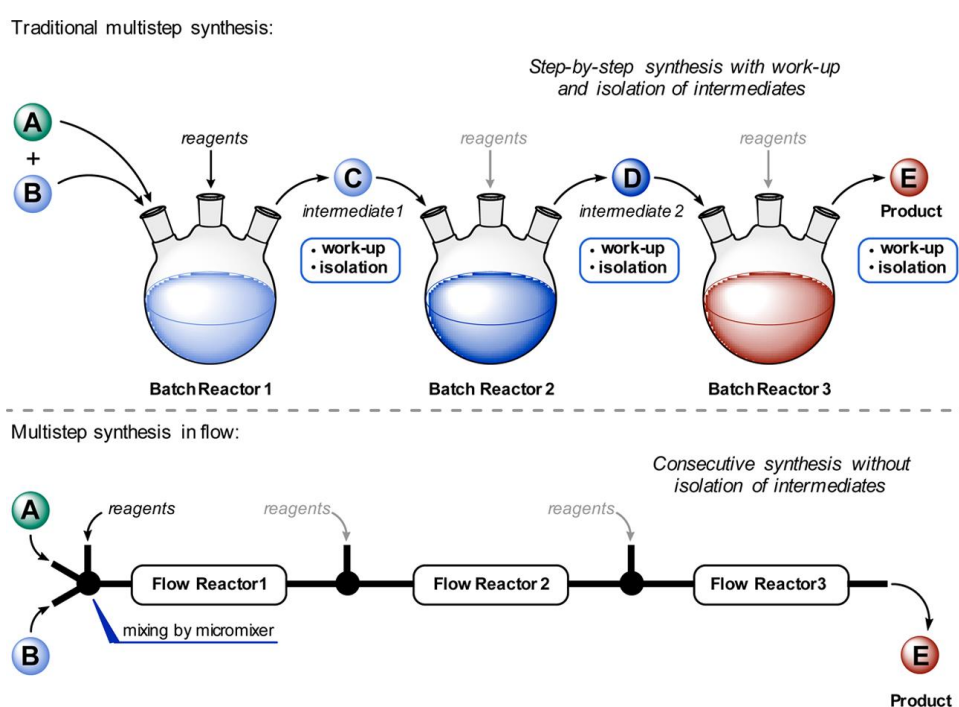 Traditional multistep synthesis:
Step-by-step synthesis with work-up
and isolation of intermediates
A
+
B
reagents
C
intermediate 1
• work-up
• isolation
reagents
D
intermediate 2
• work-up
• isolation
reagents
E
Product
• work-up
• isolation
Batch Reactor 1
Batch Reactor 2
Batch Reactor 3
Multistep synthesis in flow:
Consecutive synthesis without
isolation of intermediates
A
reagents
reagents
reagents
Flow Reactor1
Flow Reactor 2
Flow Reactor3
mixing by micromixer
B
E
Product